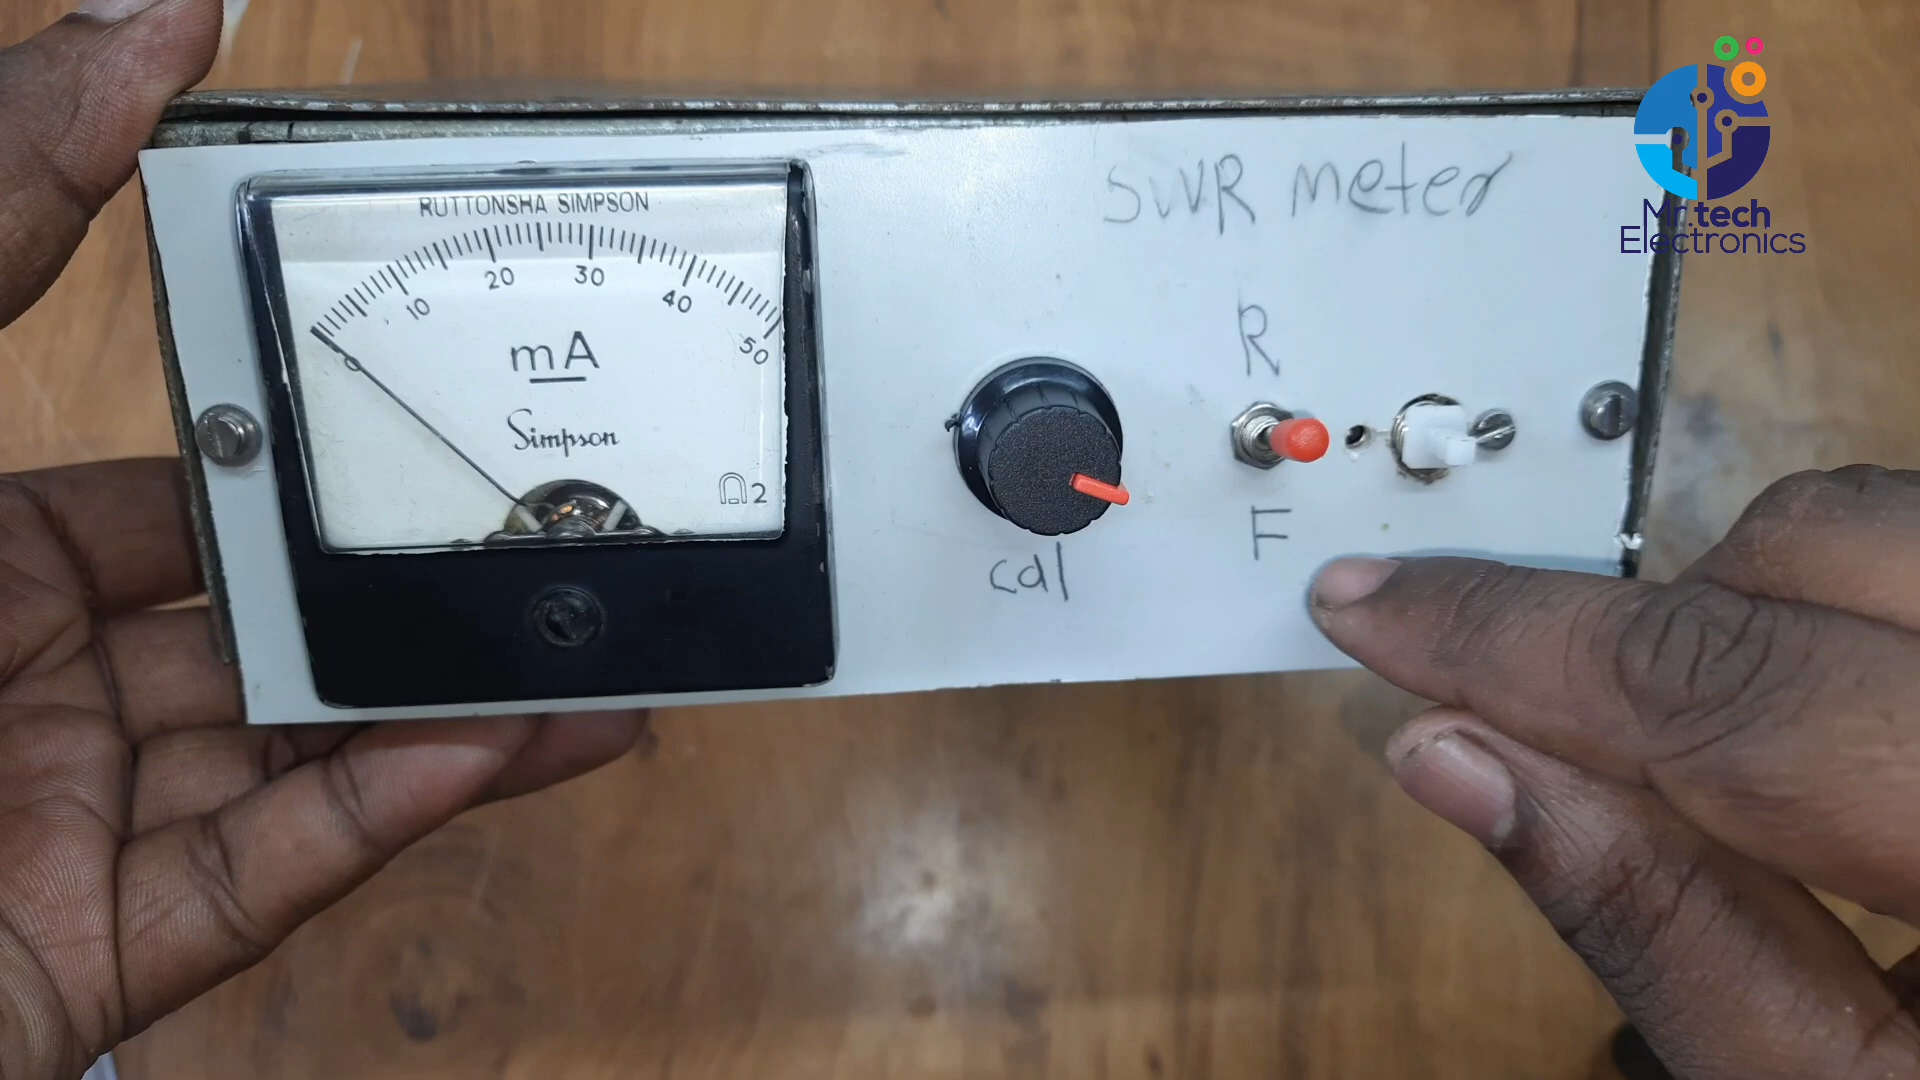 RUTTONSHA SIMPSON
0 10 20 30 40 50
mA
Simpson
2
SWR meter
R
F
cal
Mr.tech
Electronics